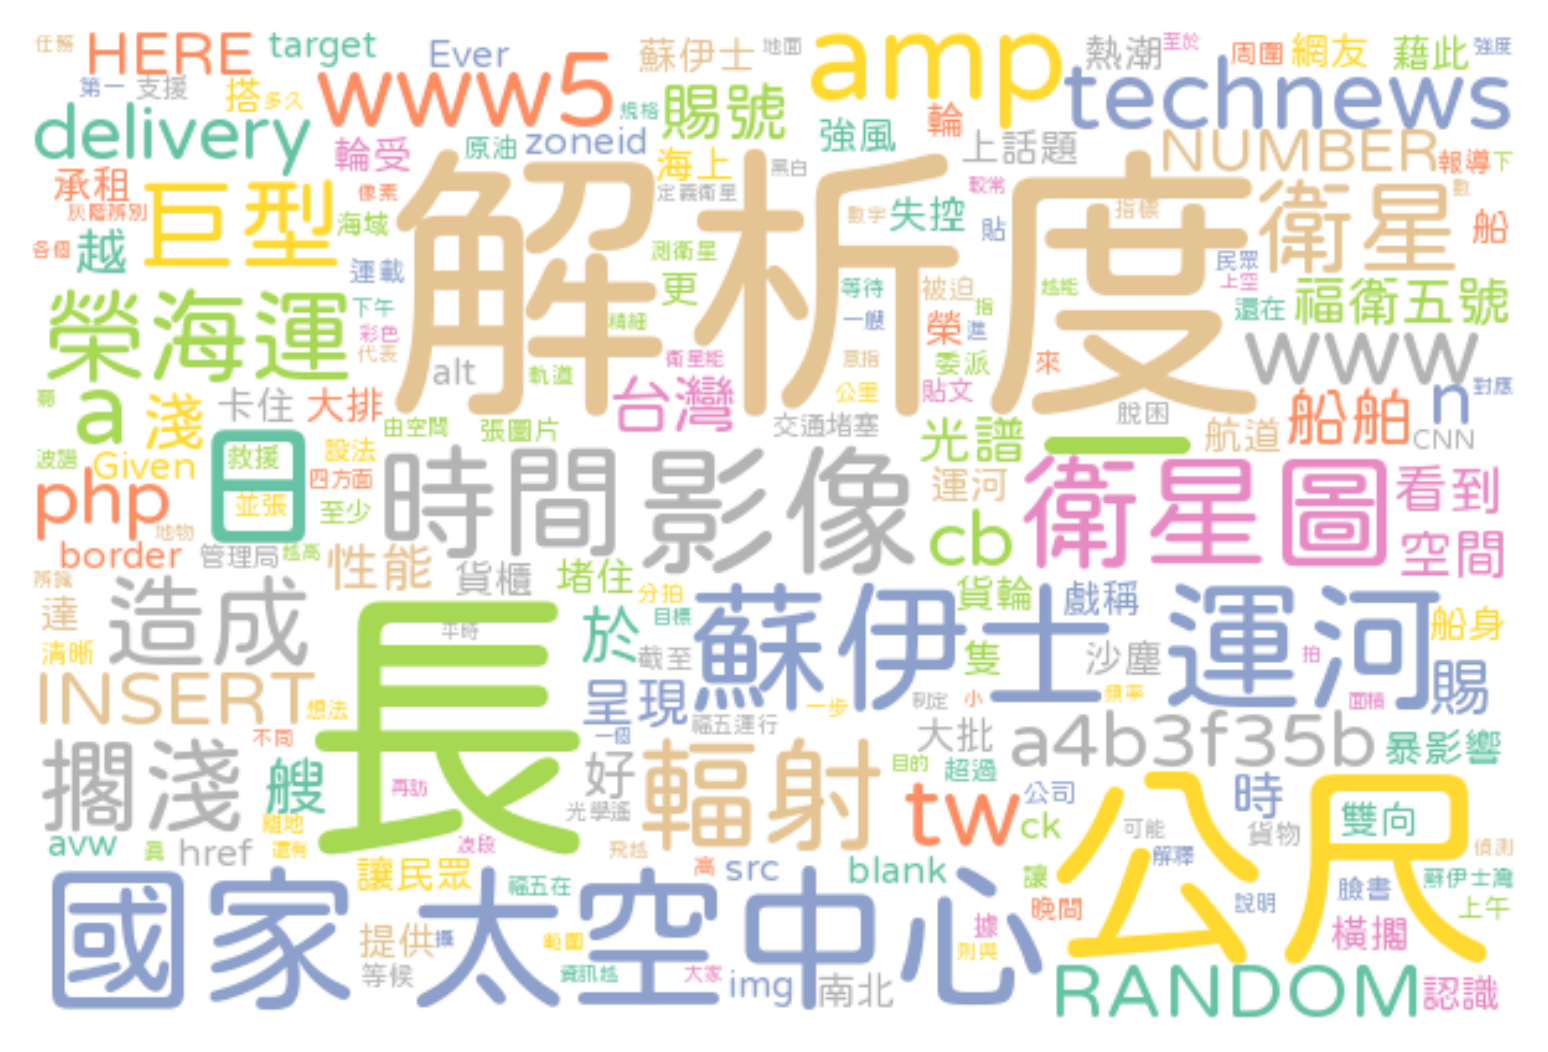 任務 HERE target Ever 蘇伊士 地面 amp 熱潮 至於 周圍 網友 藉此 強度
第一 支援 搭 多久 www5 規格 賜號 technews
delivery 輪受 原油 zoneid 海上 黑白 強風 輪 上話題 NUMBER 報導 下
承租 巨型 像素 解析度 定義衛星 較常 衛星 數
灰階辨別 海域 數字 失控 指標 貼 船
各個 越 運載 測衛星 更 民眾 上空
榮海運 下午 等待 被迫 越能 指 還在 福衛五號
彩色 精細 一艘 榮 進
代表 alt 軌道 衛星能 意指 委派 來 www
a 淺 卡住 大排 台灣 公里 貼文 脫困 n 對應
由空間 張圖片 交通堵塞 光譜 一 航道 船舶 CNN
波譜 Given 日 救援 設法 時間 影像 運河 衛星圖 看到
php 並張 四方面 至少 cb 空間
地物 border 管理局 越高 性能 貨櫃 堵住
辨識 造成 分拍 貨輪 戲稱
達 長 平時 於 目標 蘇伊士運河 船身
清晰 截至 隻 沙塵 拍
INSERT 想法 呈現 一步 制定 小 頻率 面積 賜
擱淺 不同 一個 福五運行 大批 a4b3f35b 暴影響
艘 再訪 好 輻射 目的 超過 時
隨地 光學遙 tw 公司 公尺 雙向
avw href 還有 波段 飛越 ck 可能 貨物 偵測
國家太空中心 讓民眾 福五在 高 src blank 讓 解釋 臉書 蘇伊士灣
晚間 說明 上午
提供 攝 範圍 據 則與 橫擱
等候 資訊越 大家 img 南北 RANDOM 認識